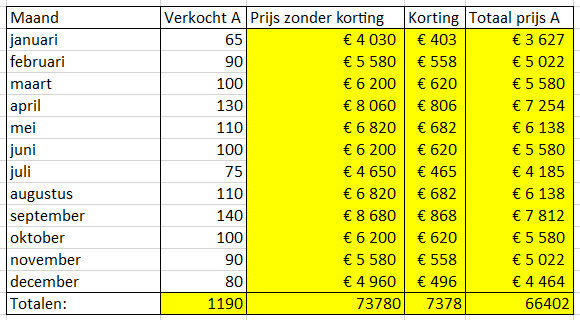 Maand Verkocht A Prijs zonder korting Korting Totaal prijs A
januari 65 € 4 030 € 403 € 3 627
februari 90 € 5 580 € 558 € 5 022
maart 100 € 6 200 € 620 € 5 580
april 130 € 8 060 € 806 € 7 254
mei 110 € 6 820 € 682 € 6 138
juni 100 € 6 200 € 620 € 5 580
juli 75 € 4 650 € 465 € 4 185
augustus 110 € 6 820 € 682 € 6 138
september 140 € 8 680 € 868 € 7 812
oktober 100 € 6 200 € 620 € 5 580
november 90 € 5 580 € 558 € 5 022
december 80 € 4 960 € 496 € 4 464
Totalen: 1190 73780 7378 66402